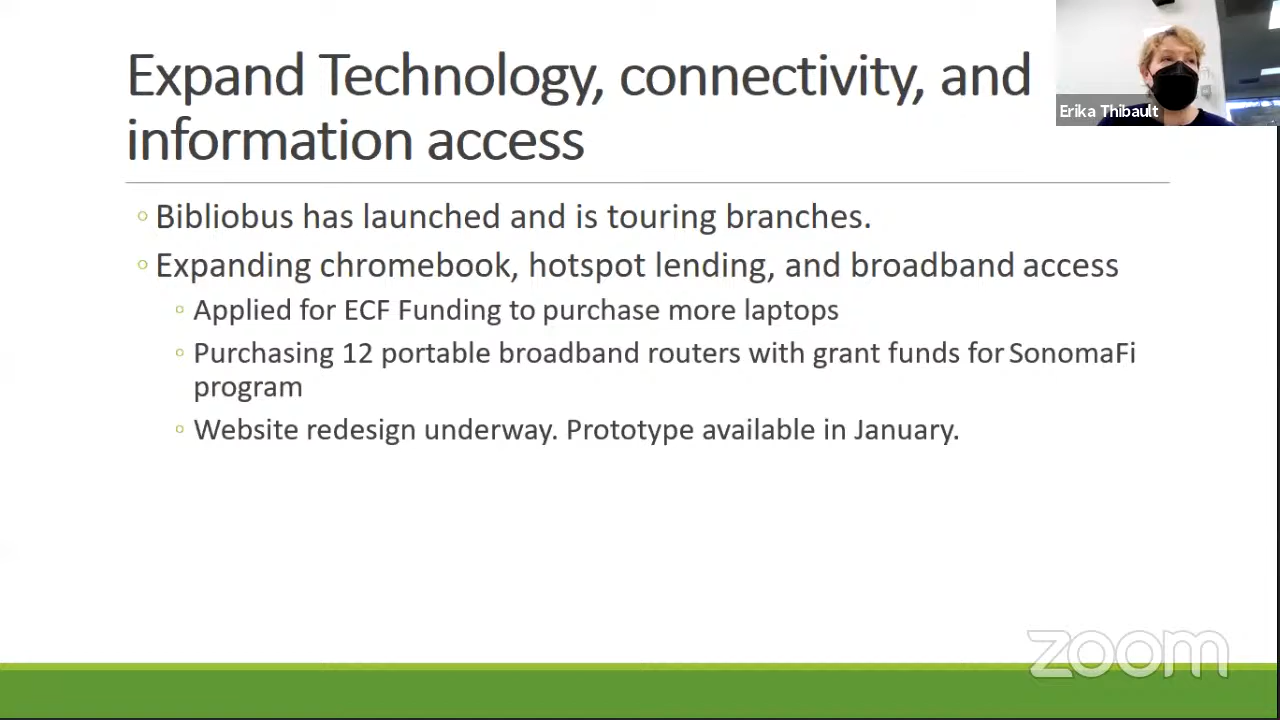 Expand Technology, connectivity, and
information access
Erika Thibault
◦ Bibliobus has launched and is touring branches.
◦ Expanding chromebook, hotspot lending, and broadband access
◦ Applied for ECF Funding to purchase more laptops
◦ Purchasing 12 portable broadband routers with grant funds for SonomaFi
program
◦ Website redesign underway. Prototype available in January.
zoom